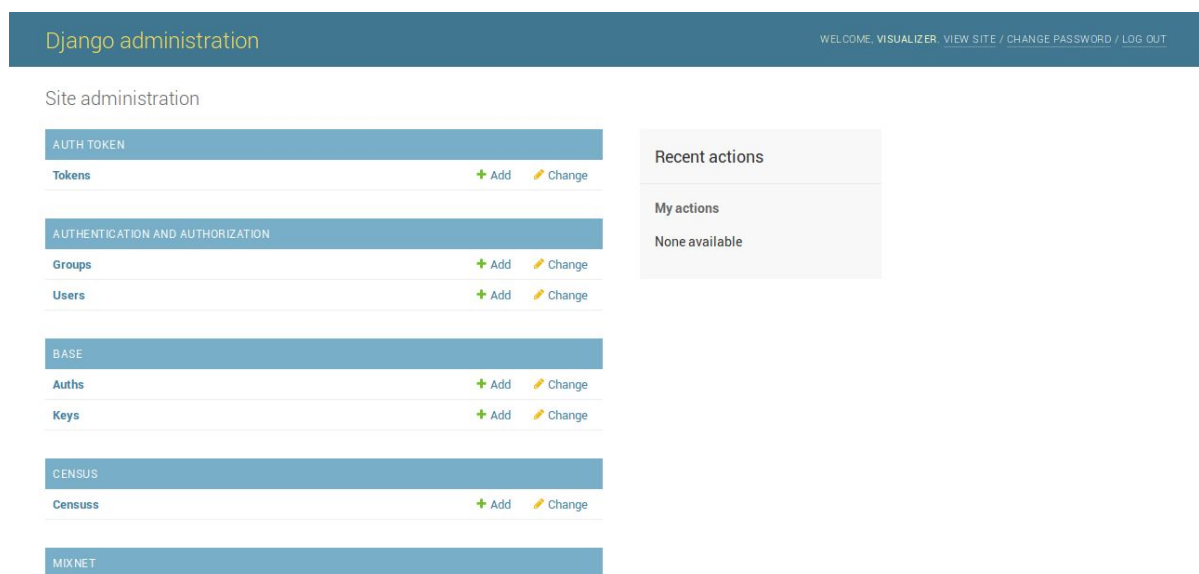 Django administration
WELCOME, VISUALIZER. VIEW SITE / CHANGE PASSWORD / LOG OUT
Site administration
AUTH TOKEN
Tokens + Add Change
AUTHENTICATION AND AUTHORIZATION
Groups + Add Change
Users + Add Change
BASE
Auths + Add Change
Keys + Add Change
CENSUS
Censuss + Add Change
MIXNET
Recent actions
My actions
None available